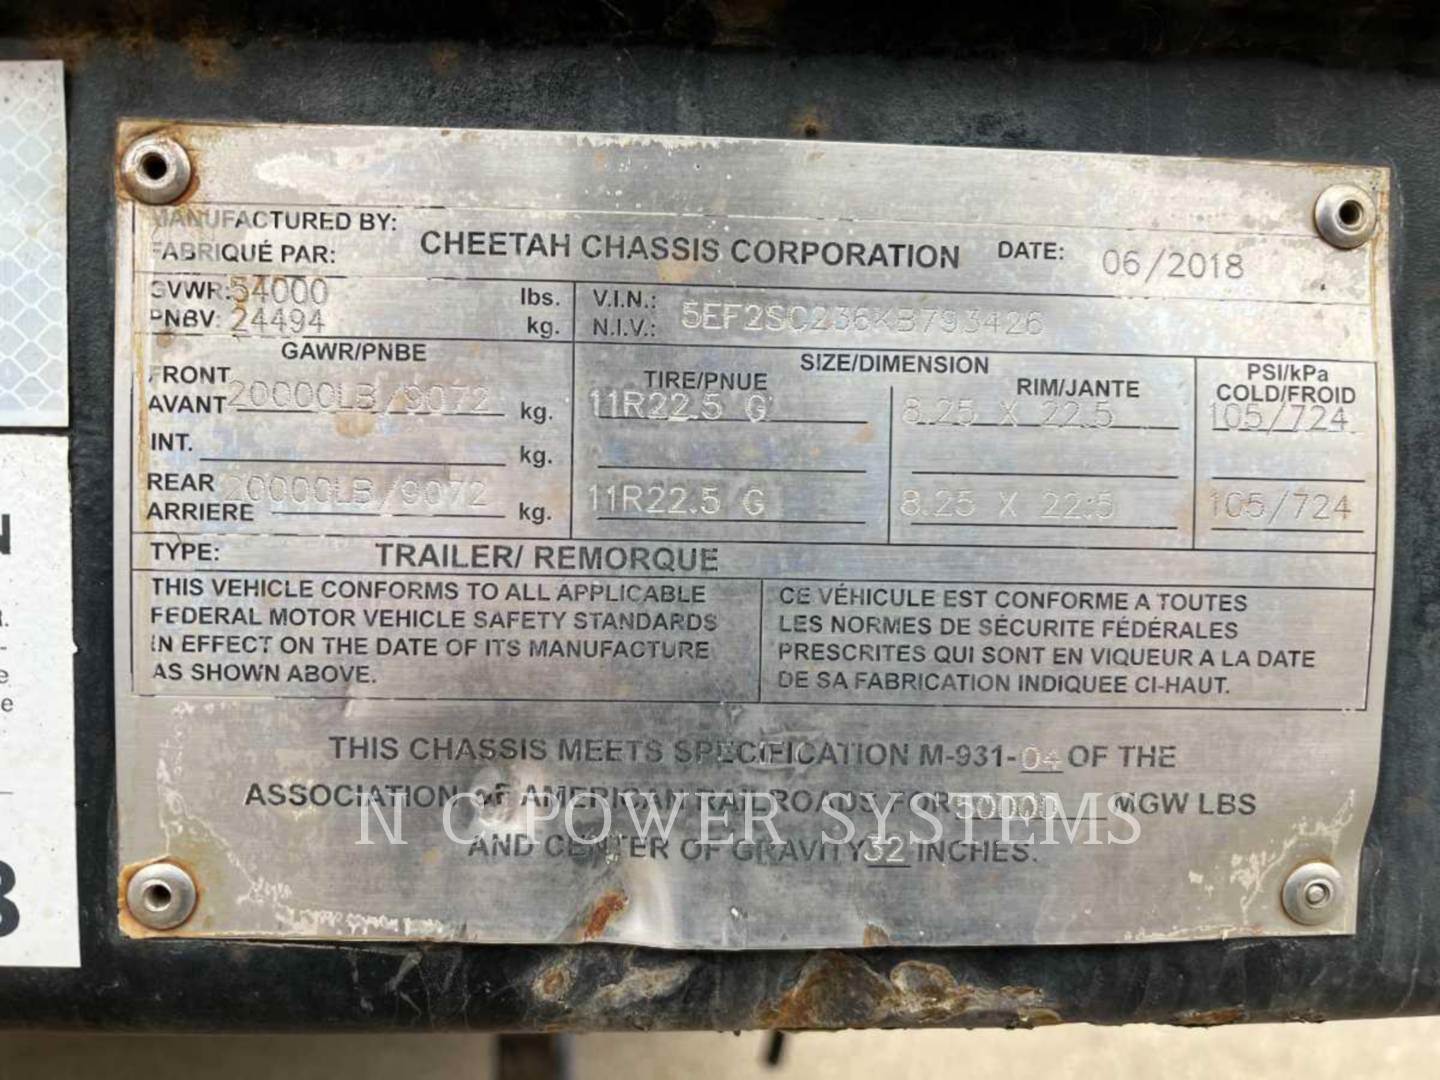 MANUFACTURED BY:
FABRIQUÉ PAR:
CHEETAH CHASSIS CORPORATION
DATE: 06/2018
GVWR: 54000 lbs.
PNBV: 24494 kg.
V.I.N.:
N.I.V.: 5EF2SC236KB793426
GAWR/PNBE
SIZE/DIMENSION
TIRE/PNUE
RIM/JANTE
PSI/kPa
COLD/FROID
FRONT
AVANT 20000LB/9072 kg.
11R22.5 G
8.25 X 22.5
105/724
INT. kg.
REAR
ARRIERE 20000LB/9072 kg.
11R22.5 G
8.25 X 22.5
105/724
TYPE: TRAILER/ REMORQUE
THIS VEHICLE CONFORMS TO ALL APPLICABLE
FEDERAL MOTOR VEHICLE SAFETY STANDARDS
IN EFFECT ON THE DATE OF ITS MANUFACTURE
AS SHOWN ABOVE.
CE VÉHICULE EST CONFORME A TOUTES
LES NORMES DE SÉCURITE FÉDÉRALES
PRESCRITES QUI SONT EN VIQUEUR A LA DATE
DE SA FABRICATION INDIQUEE CI-HAUT.
THIS CHASSIS MEETS SPECIFICATION M-931-04 OF THE
ASSOCIATION OF AMERICAN RAILROADS FOR 50000 MGW LBS
AND CENTER OF GRAVITY 32 INCHES.
N C POWER SYSTEMS